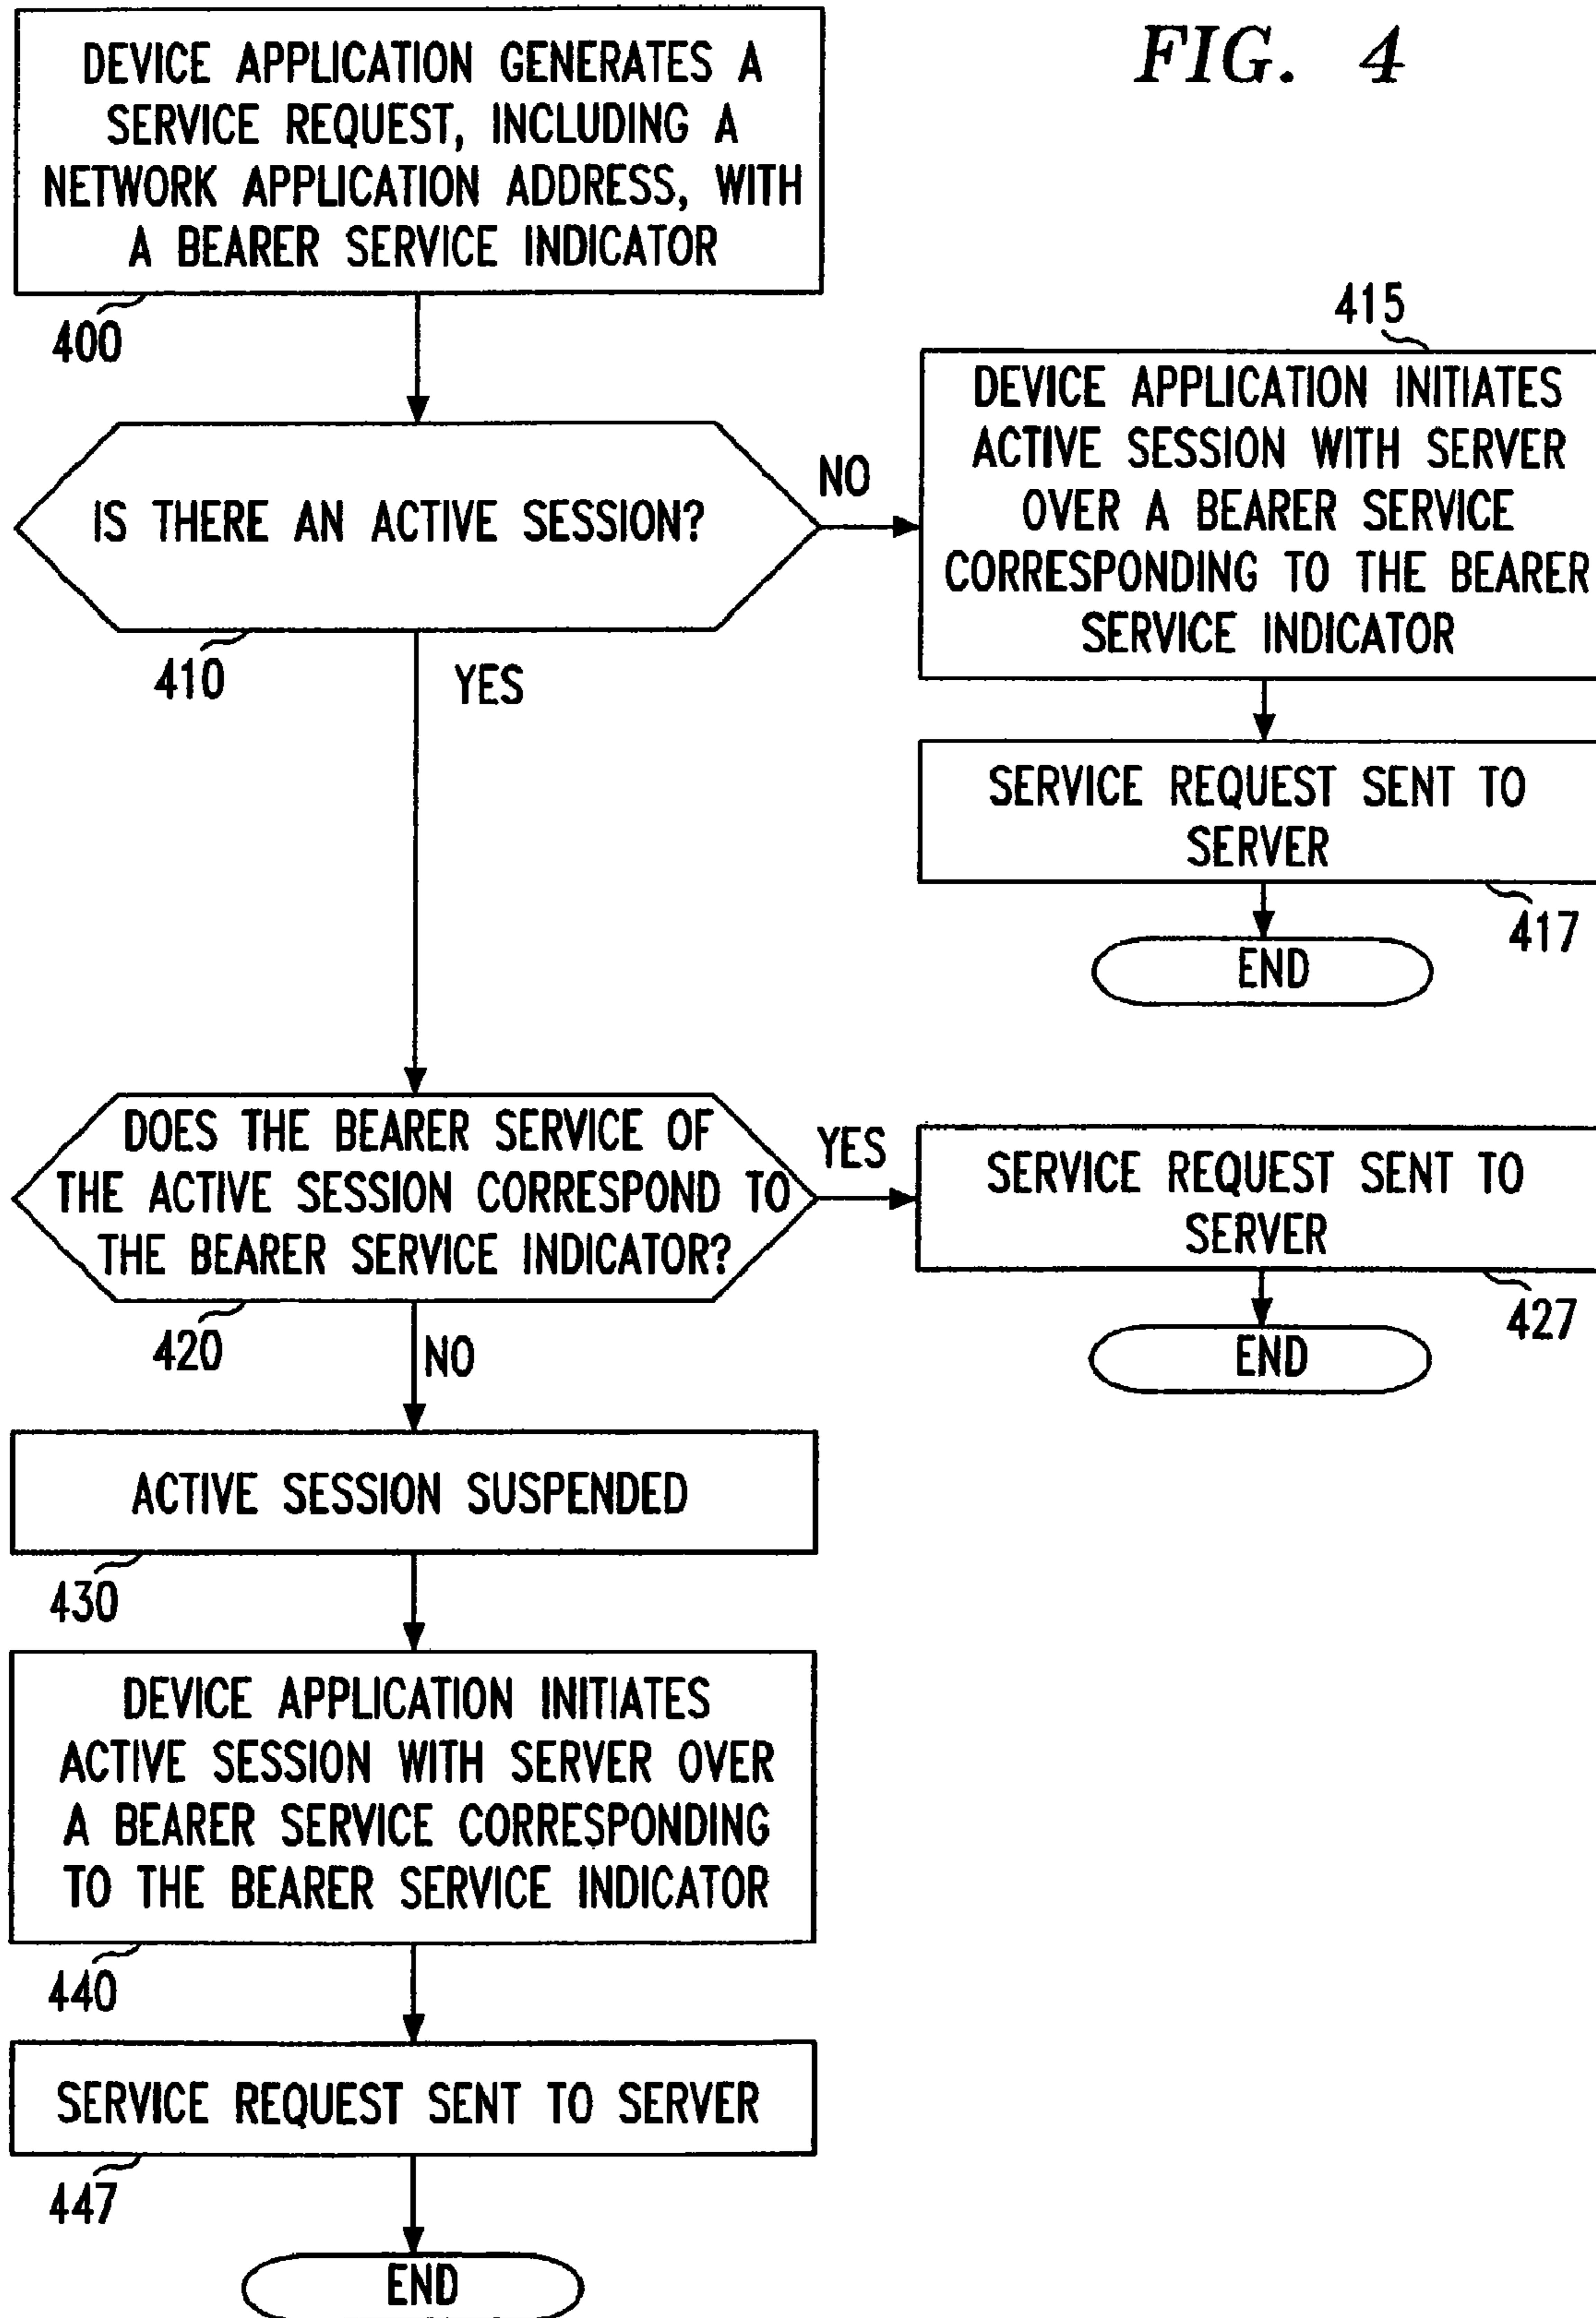 FIG. 4
DEVICE APPLICATION GENERATES A
SERVICE REQUEST, INCLUDING A
NETWORK APPLICATION ADDRESS, WITH
A BEARER SERVICE INDICATOR
400
IS THERE AN ACTIVE SESSION?
410
NO
YES
415
DEVICE APPLICATION INITIATES
ACTIVE SESSION WITH SERVER
OVER A BEARER SERVICE
CORRESPONDING TO THE BEARER
SERVICE INDICATOR
SERVICE REQUEST SENT TO
SERVER
417
END
DOES THE BEARER SERVICE OF
THE ACTIVE SESSION CORRESPOND TO
THE BEARER SERVICE INDICATOR?
420
YES
NO
SERVICE REQUEST SENT TO
SERVER
427
END
ACTIVE SESSION SUSPENDED
430
DEVICE APPLICATION INITIATES
ACTIVE SESSION WITH SERVER OVER
A BEARER SERVICE CORRESPONDING
TO THE BEARER SERVICE INDICATOR
440
SERVICE REQUEST SENT TO SERVER
447
END